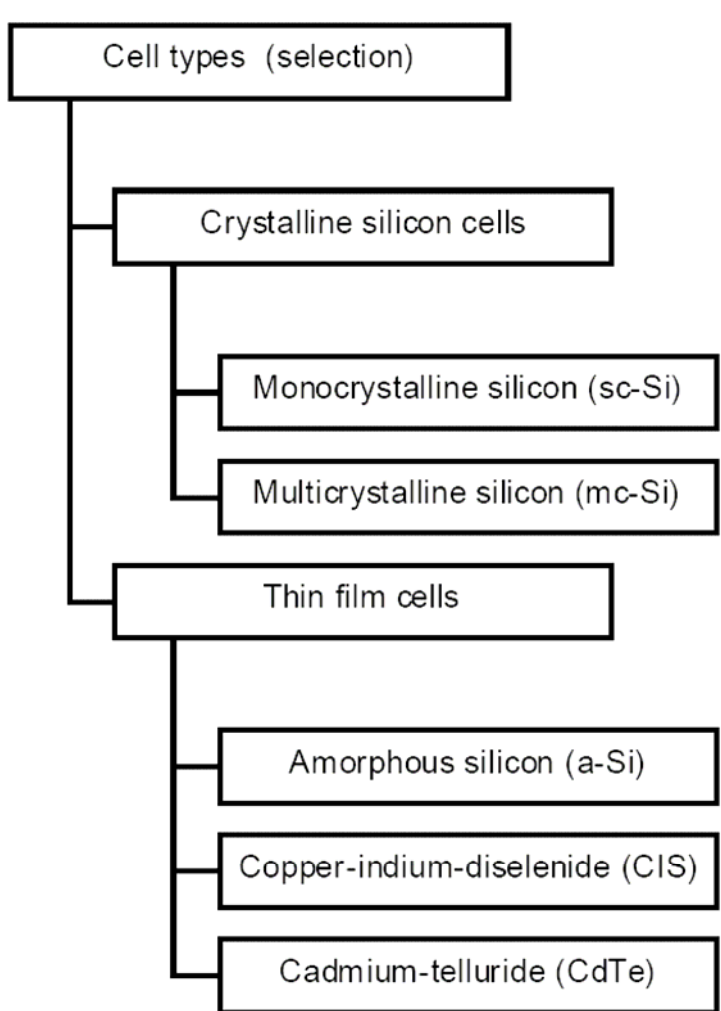 Cell types (selection)
Crystalline silicon cells
Monocrystalline silicon (sc-Si)
Multicrystalline silicon (mc-Si)
Thin film cells
Amorphous silicon (a-Si)
Copper-indium-diselenide (CIS)
Cadmium-telluride (CdTe)